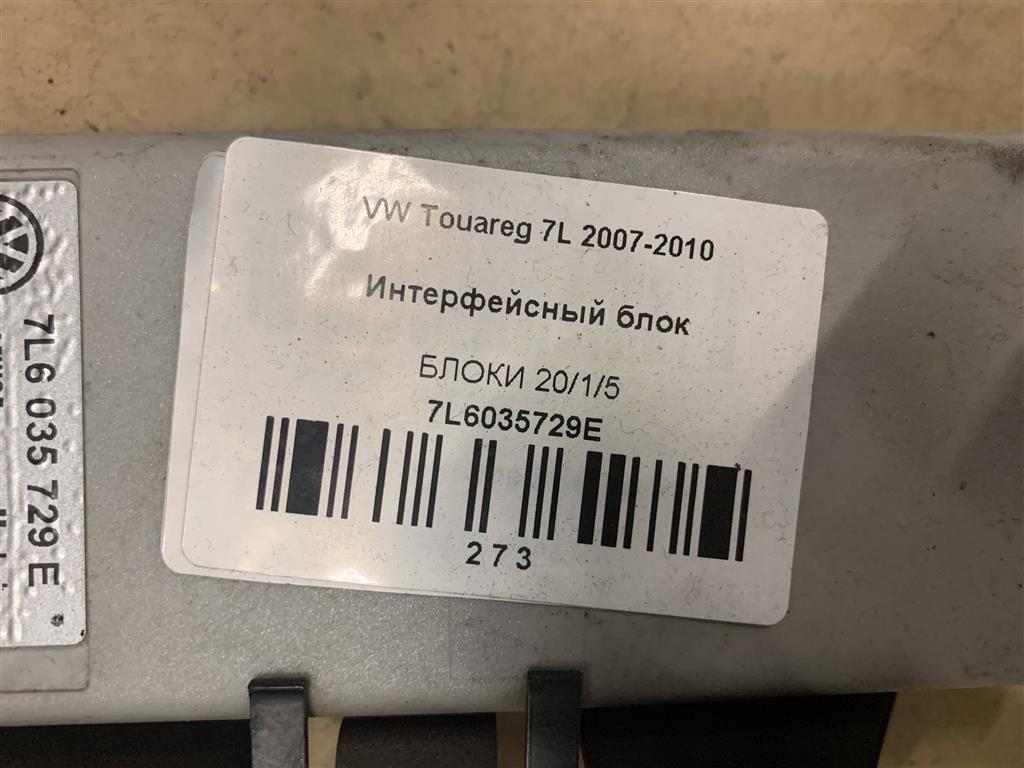 VW Touareg 7L 2007-2010
Интерфейсный блок
БЛОКИ 20/1/5
7L6035729E
273
7L6 035 729 E